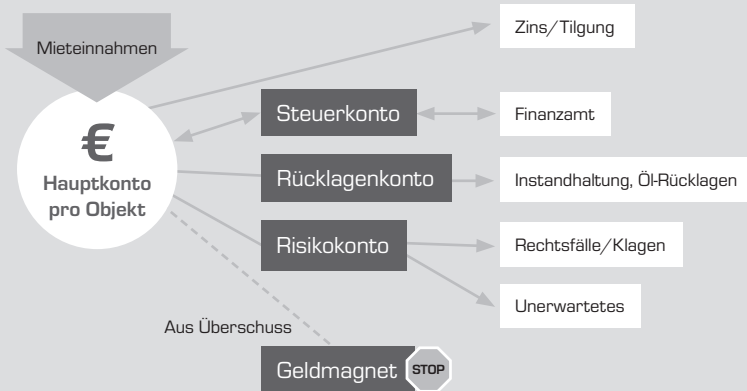 Mieteinnahmen
€
Hauptkonto
pro Objekt
Zins/Tilgung
Steuerkonto
Finanzamt
Rücklagenkonto
Instandhaltung, Öl-Rücklagen
Risikokonto
Rechtsfälle/Klagen
Unerwartetes
Aus Überschuss
Geldmagnet
STOP